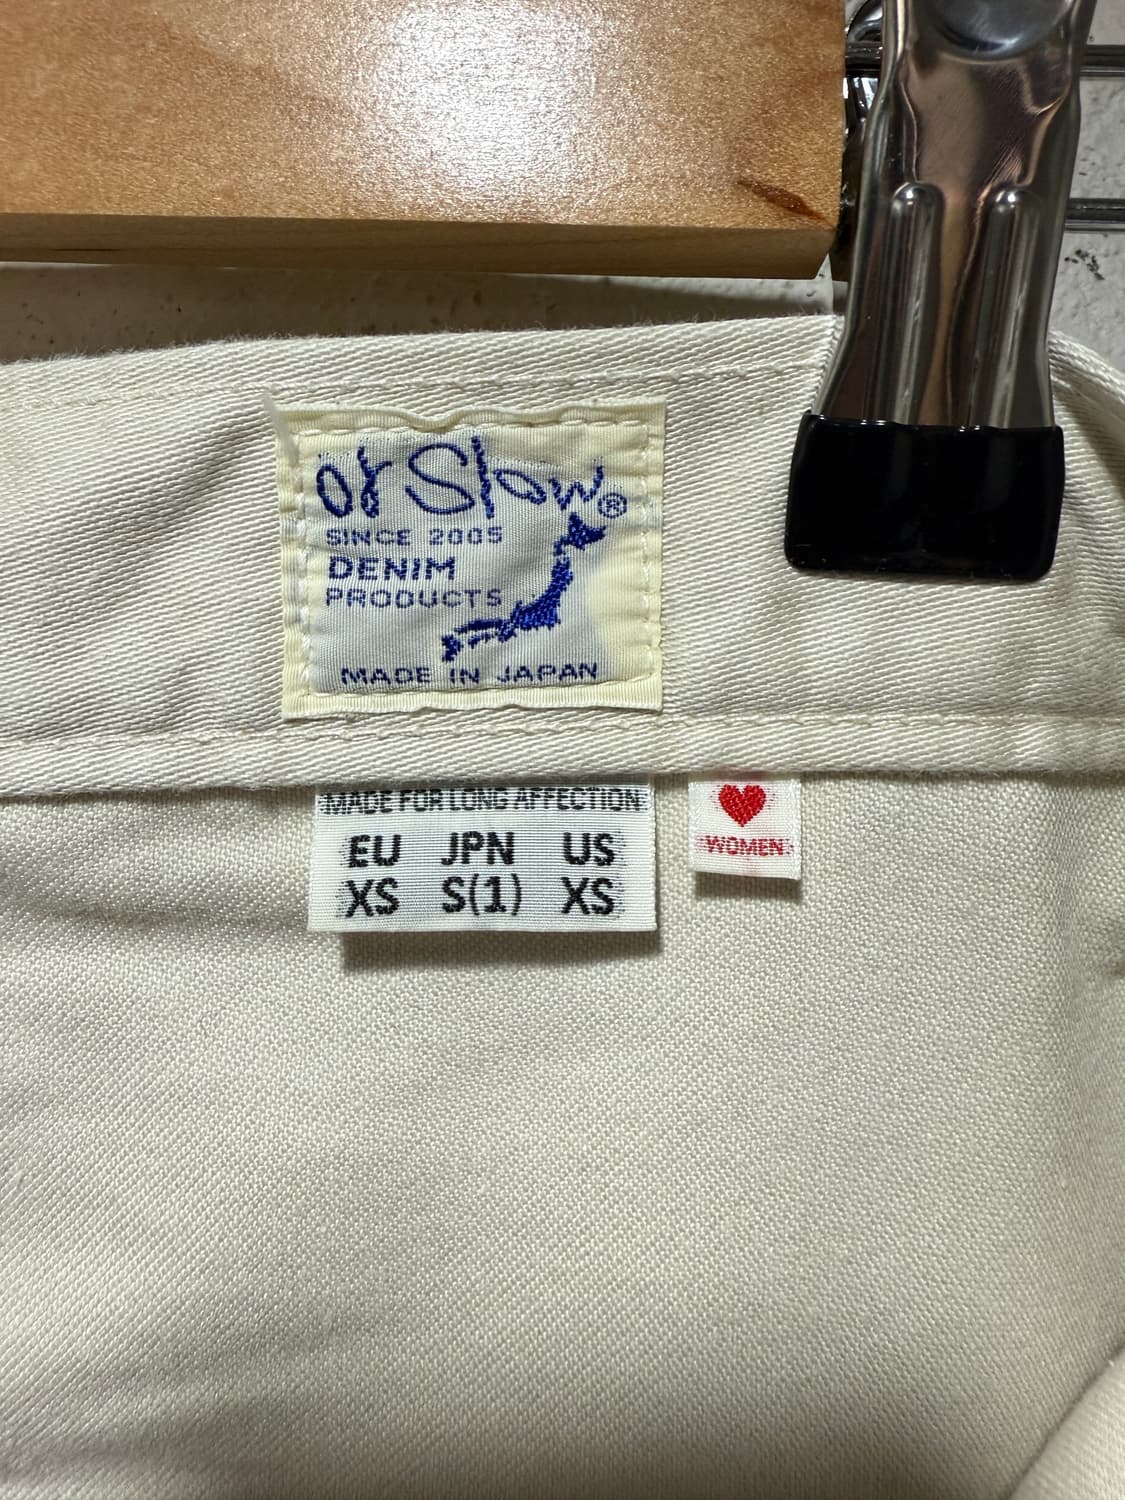 or Slow®
SINCE 2005
DENIM
PRODUCTS
MADE IN JAPAN
MADE FOR LONG AFFECTION
EU JPN US
XS S(1) XS
WOMEN